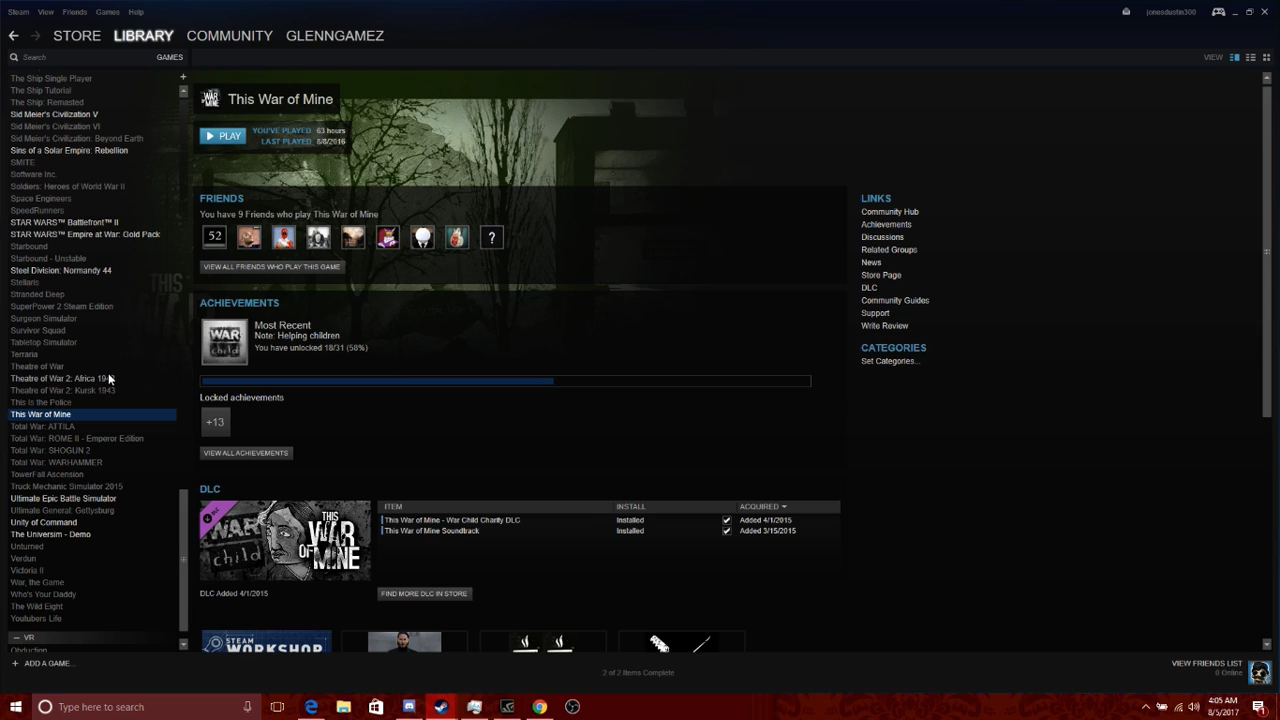 Steam View Friends Games Help
jonesdustin300
STORE LIBRARY COMMUNITY GLENNGAMEZ
Search GAMES
VIEW
The Ship Single Player
The Ship Tutorial
The Ship: Remasted
Sid Meier's Civilization V
Sid Meier's Civilization VI
Sid Meier's Civilization: Beyond Earth
Sins of a Solar Empire: Rebellion
SMITE
Software Inc.
Soldiers: Heroes of World War II
Space Engineers
SpeedRunners
STAR WARS™ Battlefront™ II
STAR WARS™ Empire at War: Gold Pack
Starbound
Starbound - Unstable
Steel Division: Normandy 44
Stellaris
Stranded Deep
SuperPower 2 Steam Edition
Surgeon Simulator
Survivor Squad
Tabletop Simulator
Terraria
Theatre of War
Theatre of War 2: Africa
Theatre of War 2: Kursk 1943
This Is the Police
This War of Mine
Total War: ATTILA
Total War: ROME II - Emperor Edition
Total War: SHOGUN 2
Total War: WARHAMMER
TowerFall Ascension
Truck Mechanic Simulator 2015
Ultimate Epic Battle Simulator
Ultimate General: Gettysburg
Unity of Command
The Universim - Demo
Unturned
Verdun
Victoria II
War, the Game
Who's Your Daddy
The Wild Eight
Youtubers Life
VR
Obduction
+ ADD A GAME...
This War of Mine
PLAY
YOU'VE PLAYED 63 hours
LAST PLAYED 8/8/2016
FRIENDS
You have 9 Friends who play This War of Mine
52 ?
VIEW ALL FRIENDS WHO PLAY THIS GAME
ACHIEVEMENTS
WAR child
Most Recent
Note: Helping children
You have unlocked 18/31 (58%)
Locked achievements
+13
VIEW ALL ACHIEVEMENTS
DLC
WAR child
THIS WAR OF MINE
DLC Added 4/1/2015
ITEM INSTALL ACQUIRED
This War of Mine - War Child Charity DLC Installed Added 4/1/2015
This War of Mine Soundtrack Installed Added 3/15/2015
FIND MORE DLC IN STORE
STEAM WORKSHOP
LINKS
Community Hub
Achievements
Discussions
Related Groups
News
Store Page
DLC
Community Guides
Support
Write Review
CATEGORIES
Set Categories...
2 of 2 Items Complete
VIEW FRIENDS LIST
0 Online
Type here to search
4:05 AM
8/5/2017